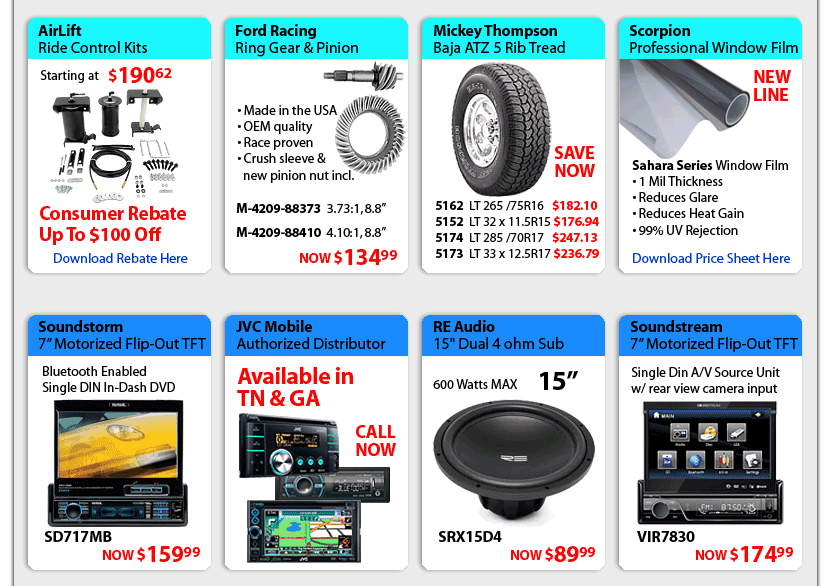 AirLift
Ride Control Kits
Starting at $190.62
Consumer Rebate
Up To $100 Off
Download Rebate Here
Ford Racing
Ring Gear & Pinion
• Made in the USA
• OEM quality
• Race proven
• Crush sleeve &
new pinion nut incl.
M-4209-88373 3.73:1, 8.8”
M-4209-88410 4.10:1, 8.8”
NOW $134.99
Mickey Thompson
Baja ATZ 5 Rib Tread
SAVE
NOW
5162 LT 265 /75R16 $182.10
5152 LT 32 x 11.5R15 $176.94
5174 LT 285 /70R17 $247.13
5173 LT 33 x 12.5R17 $236.79
Scorpion
Professional Window Film
NEW
LINE
Sahara Series Window Film
• 1 Mil Thickness
• Reduces Glare
• Reduces Heat Gain
• 99% UV Rejection
Download Price Sheet Here
Soundstorm
7” Motorized Flip-Out TFT
Bluetooth Enabled
Single DIN In-Dash DVD
SSL
SD717MB
NOW $159.99
JVC Mobile
Authorized Distributor
Available in
TN & GA
CALL
NOW
JVC
RE Audio
15" Dual 4 ohm Sub
600 Watts MAX 15”
RE
SRX15D4
NOW $89.99
Soundstream
7” Motorized Flip-Out TFT
Single Din A/V Source Unit
w/ rear view camera input
MAIN
VIR7830
NOW $174.99